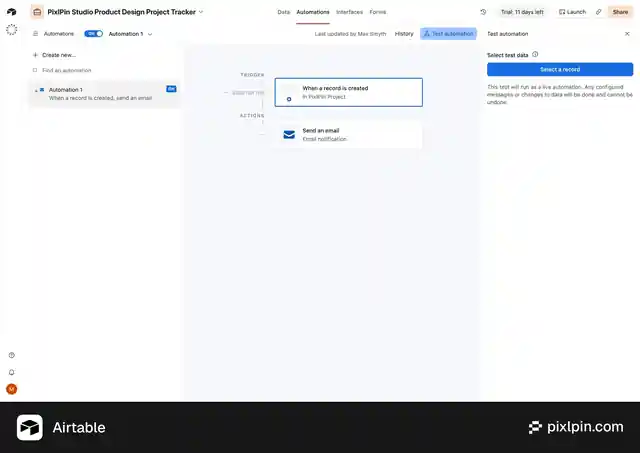 PixlPin Studio Product Design Project Tracker
Data
Automations
Interfaces
Forms
Trial: 11 days left
Launch
Share
Automations
ON
Automation 1
Last updated by Max Smyth
History
Test automation
Test automation
Create new...
Find an automation
Automation 1
ON
When a record is created, send an email
TRIGGER
When a record is created
In PixlPin Project
ACTIONS
Send an email
Email notification
Select test data
Select a record
This test will run as a live automation. Any configured
messages or changes to data will be done and cannot be
undone.
M
Airtable
pixlpin.com